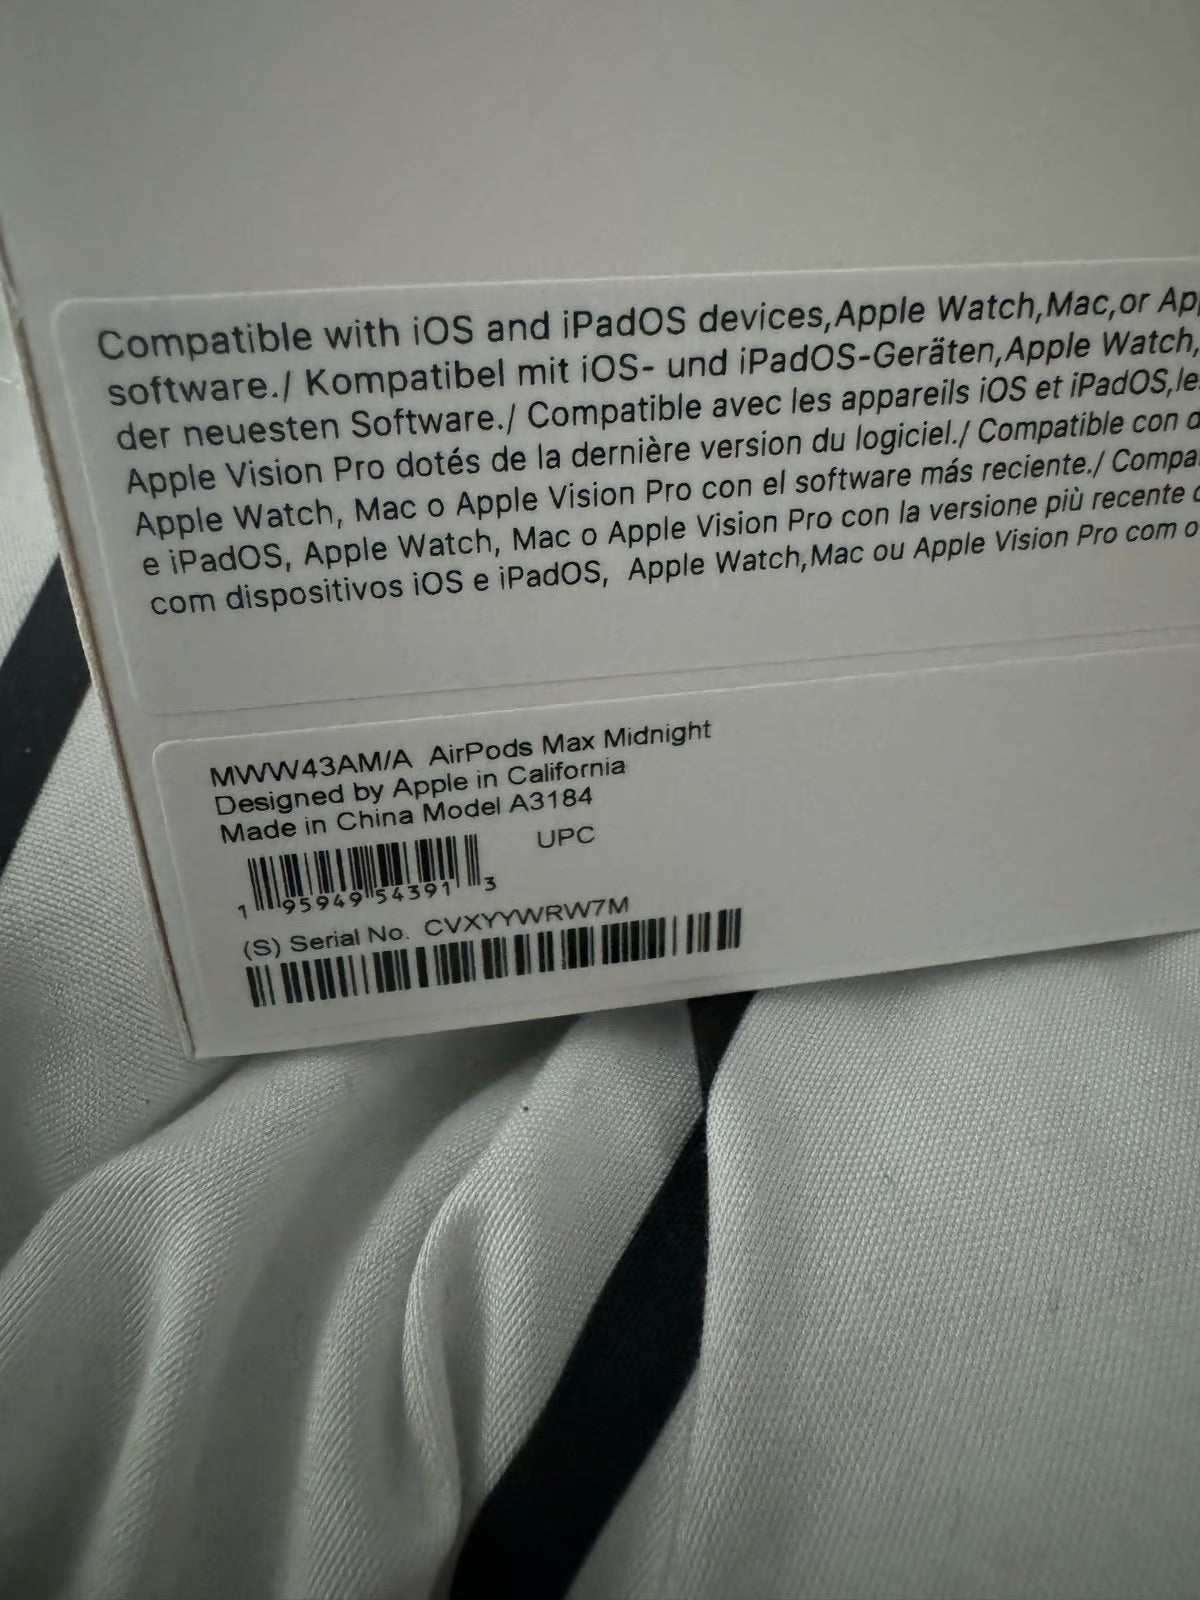 Compatible with iOS and iPadOS devices,Apple Watch,Mac,or
software./ Kompatibel mit iOS- und iPadOS-Geräten,Apple Watch,
der neuesten Software./ Compatible avec les appareils iOS et iPadOS,
Apple Vision Pro dotés de la dernière version du logiciel./ Compatible con
Apple Watch, Mac o Apple Vision Pro con el software más reciente./
e iPadOS, Apple Watch, Mac o Apple Vision Pro con la versione più recente
com dispositivos iOS e iPadOS, Apple Watch,Mac ou Apple Vision Pro com o
MWW43AM/A AirPods Max Midnight
Designed by Apple in California
Made in China Model A3184
UPC
1 95949 54391 3
(S) Serial No. CVXYYWRW7M